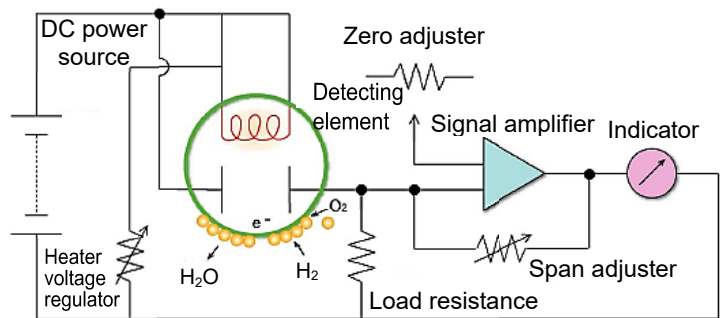 DC power
source
Zero adjuster
Detecting
element
Signal amplifier
Indicator
O₂
e⁻
H₂O
H₂
Heater
voltage
regulator
Span adjuster
Load resistance